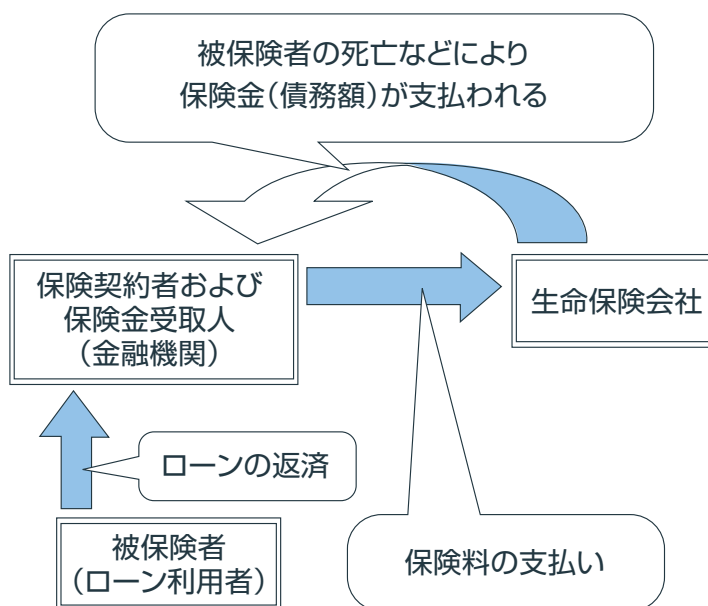 被保険者の死亡などにより
保険金（債務額）が支払われる
保険契約者および
保険金受取人
（金融機関）
生命保険会社
ローンの返済
被保険者
（ローン利用者）
保険料の支払い